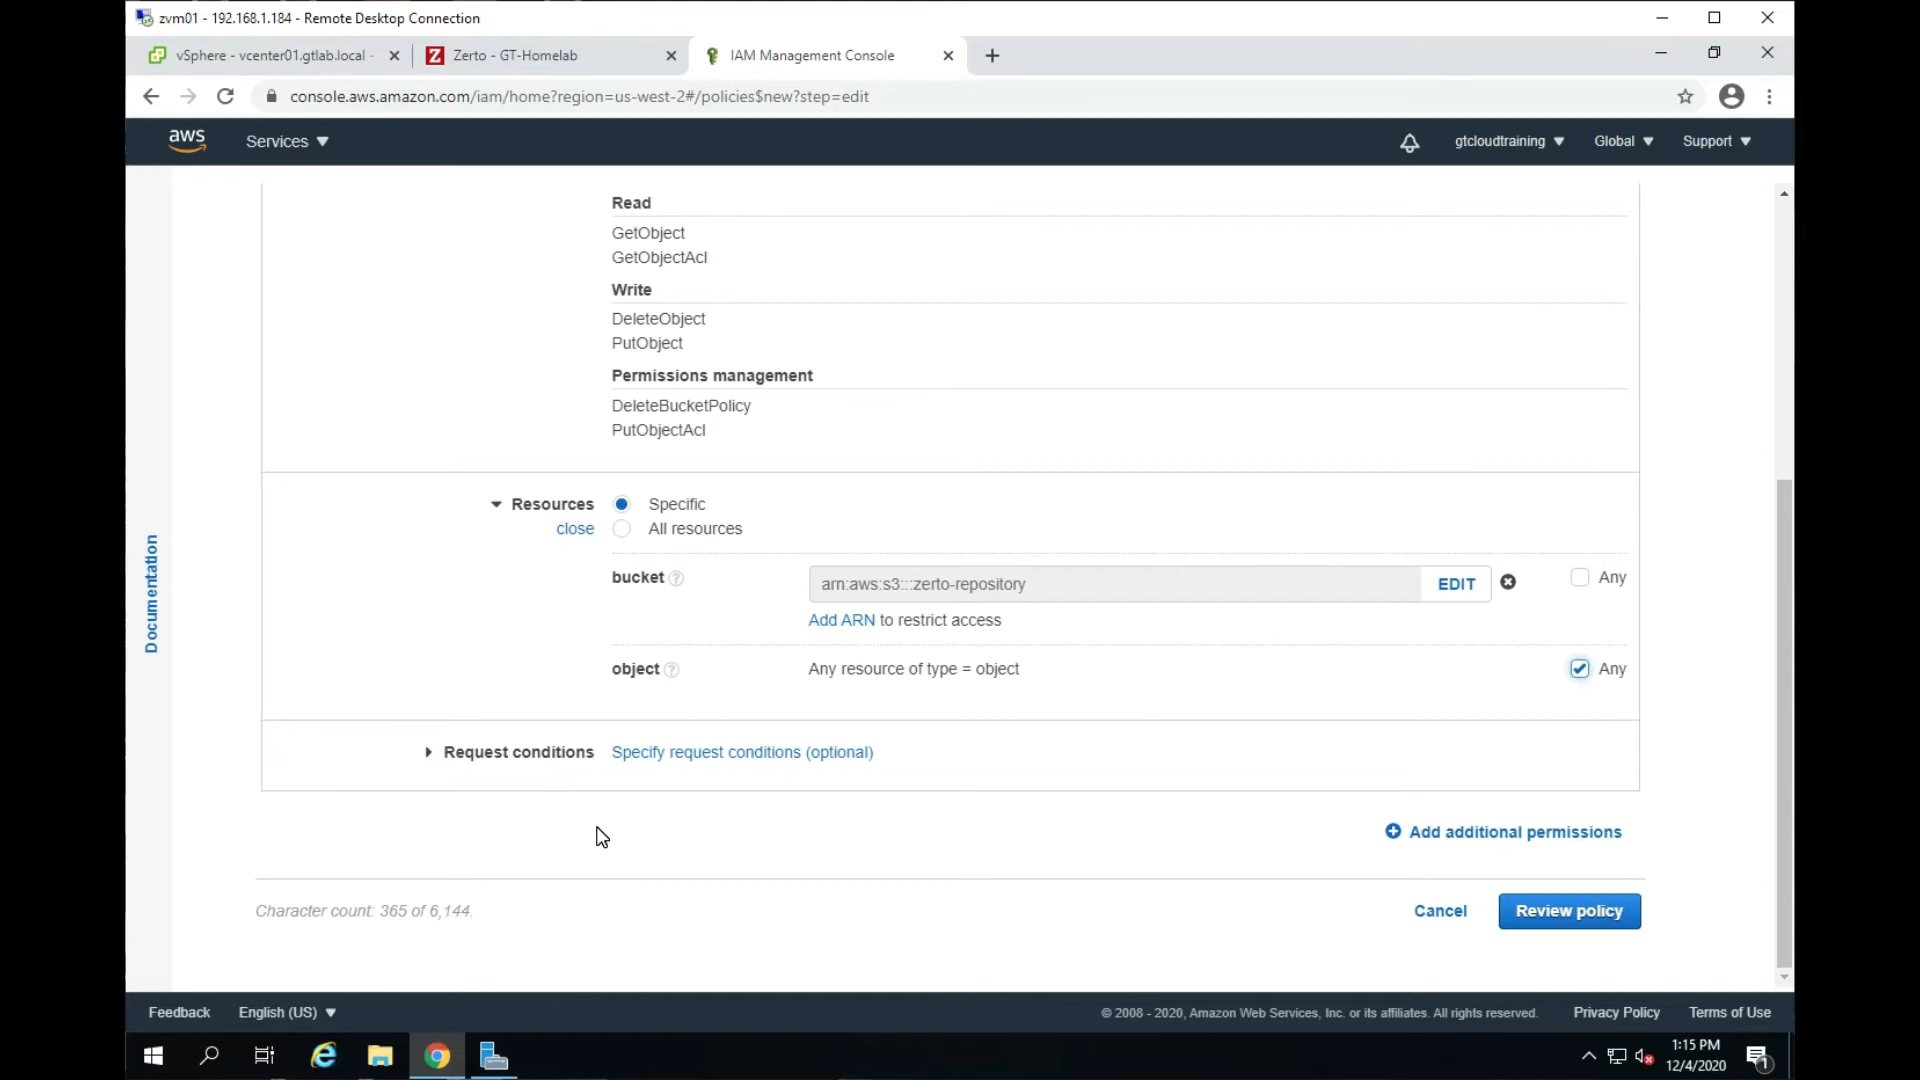 zvm01 - 192.168.1.184 - Remote Desktop Connection
vSphere - vcenter01.gtlab.local -
Zerto - GT-Homelab
IAM Management Console
console.aws.amazon.com/iam/home?region=us-west-2#/policies$new?step=edit
aws
Services
gtcloudtraining
Global
Support
Documentation
Read
GetObject
GetObjectAcl
Write
DeleteObject
PutObject
Permissions management
DeleteBucketPolicy
PutObjectAcl
Resources
close
Specific
All resources
bucket
arn:aws:s3:::zerto-repository
EDIT
Any
Add ARN to restrict access
object
Any resource of type = object
Any
Request conditions
Specify request conditions (optional)
Add additional permissions
Character count: 365 of 6,144.
Cancel
Review policy
Feedback
English (US)
© 2008 - 2020, Amazon Web Services, Inc. or its affiliates. All rights reserved.
Privacy Policy
Terms of Use
1:15 PM
12/4/2020
1